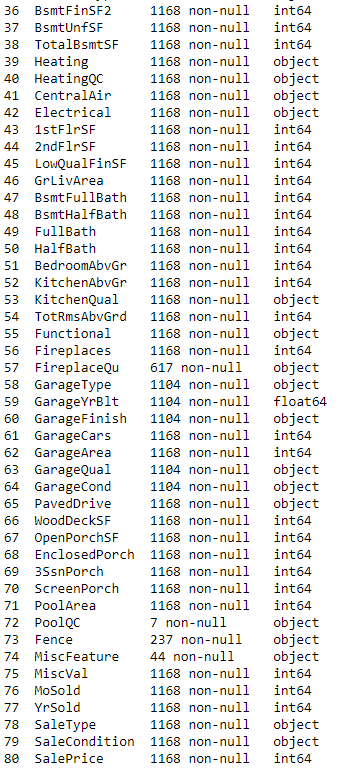 36 BsmtFinSF2 1168 non-null int64
37 BsmtUnfSF 1168 non-null int64
38 TotalBsmtSF 1168 non-null int64
39 Heating 1168 non-null object
40 HeatingQC 1168 non-null object
41 CentralAir 1168 non-null object
42 Electrical 1168 non-null object
43 1stFlrSF 1168 non-null int64
44 2ndFlrSF 1168 non-null int64
45 LowQualFinSF 1168 non-null int64
46 GrLivArea 1168 non-null int64
47 BsmtFullBath 1168 non-null int64
48 BsmtHalfBath 1168 non-null int64
49 FullBath 1168 non-null int64
50 HalfBath 1168 non-null int64
51 BedroomAbvGr 1168 non-null int64
52 KitchenAbvGr 1168 non-null int64
53 KitchenQual 1168 non-null object
54 TotRmsAbvGrd 1168 non-null int64
55 Functional 1168 non-null object
56 Fireplaces 1168 non-null int64
57 FireplaceQu 617 non-null object
58 GarageType 1104 non-null object
59 GarageYrBlt 1104 non-null float64
60 GarageFinish 1104 non-null object
61 GarageCars 1168 non-null int64
62 GarageArea 1168 non-null int64
63 GarageQual 1104 non-null object
64 GarageCond 1104 non-null object
65 PavedDrive 1168 non-null object
66 WoodDeckSF 1168 non-null int64
67 OpenPorchSF 1168 non-null int64
68 EnclosedPorch 1168 non-null int64
69 3SsnPorch 1168 non-null int64
70 ScreenPorch 1168 non-null int64
71 PoolArea 1168 non-null int64
72 PoolQC 7 non-null object
73 Fence 237 non-null object
74 MiscFeature 44 non-null object
75 MiscVal 1168 non-null int64
76 MoSold 1168 non-null int64
77 YrSold 1168 non-null int64
78 SaleType 1168 non-null object
79 SaleCondition 1168 non-null object
80 SalePrice 1168 non-null int64